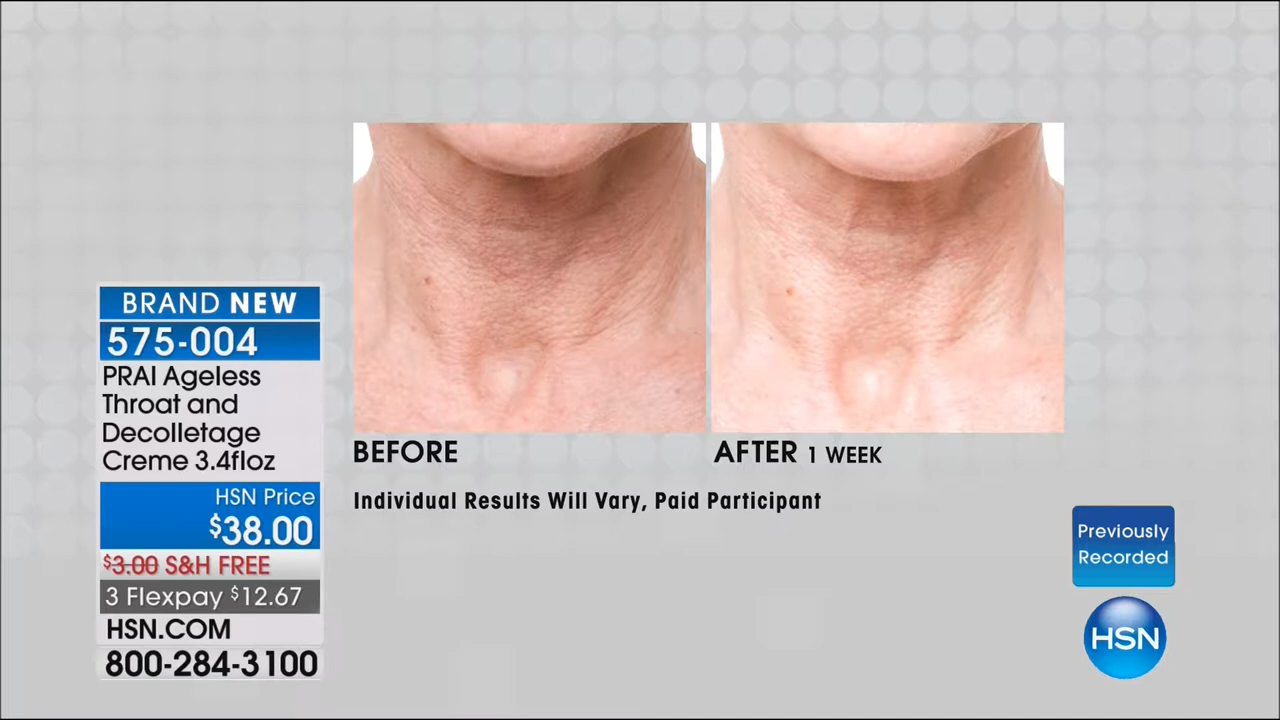 BRAND NEW
575-004
PRAI Ageless
Throat and
Decolletage
Creme 3.4floz
HSN Price
$38.00
$3.00 S&H FREE
3 Flexpay $12.67
HSN.COM
800-284-3100
BEFORE
AFTER 1 WEEK
Individual Results Will Vary, Paid Participant
Previously
Recorded
HSN